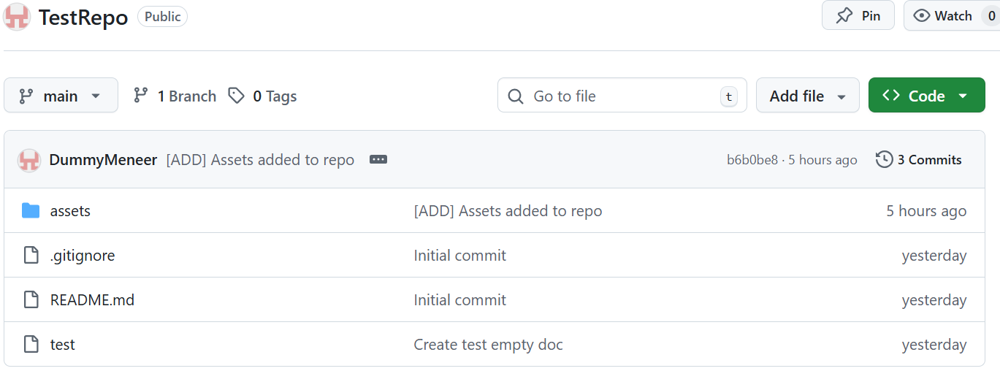 TestRepo Public Pin Watch 0
main 1 Branch 0 Tags Go to file t Add file Code
DummyMeneer [ADD] Assets added to repo b6b0be8 · 5 hours ago 3 Commits
assets [ADD] Assets added to repo 5 hours ago
.gitignore Initial commit yesterday
README.md Initial commit yesterday
test Create test empty doc yesterday